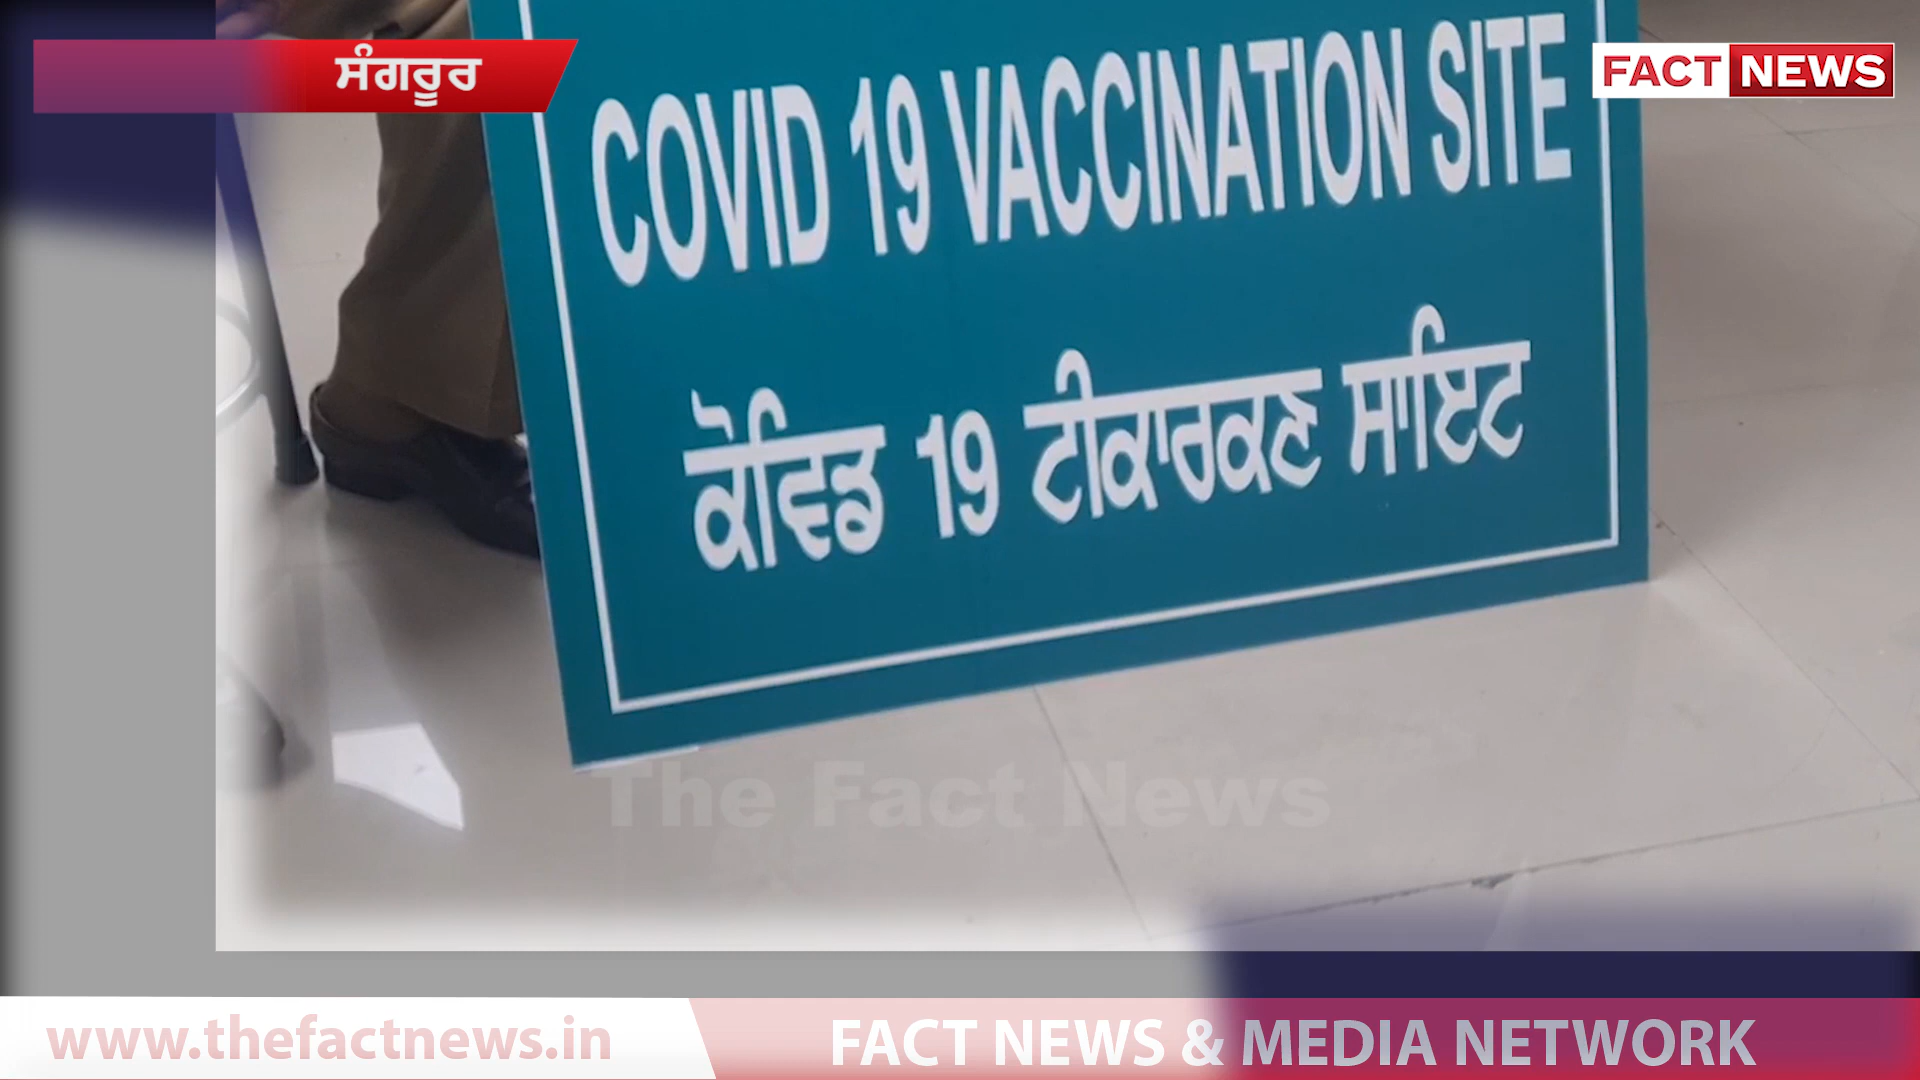 ਸੰਗਰੂਰ
FACT NEWS
COVID 19 VACCINATION SITE
ਕੋਵਿਡ 19 ਟੀਕਾਰਕਣ ਸਾਇਟ
The Fact News
www.thefactnews.in
FACT NEWS & MEDIA NETWORK